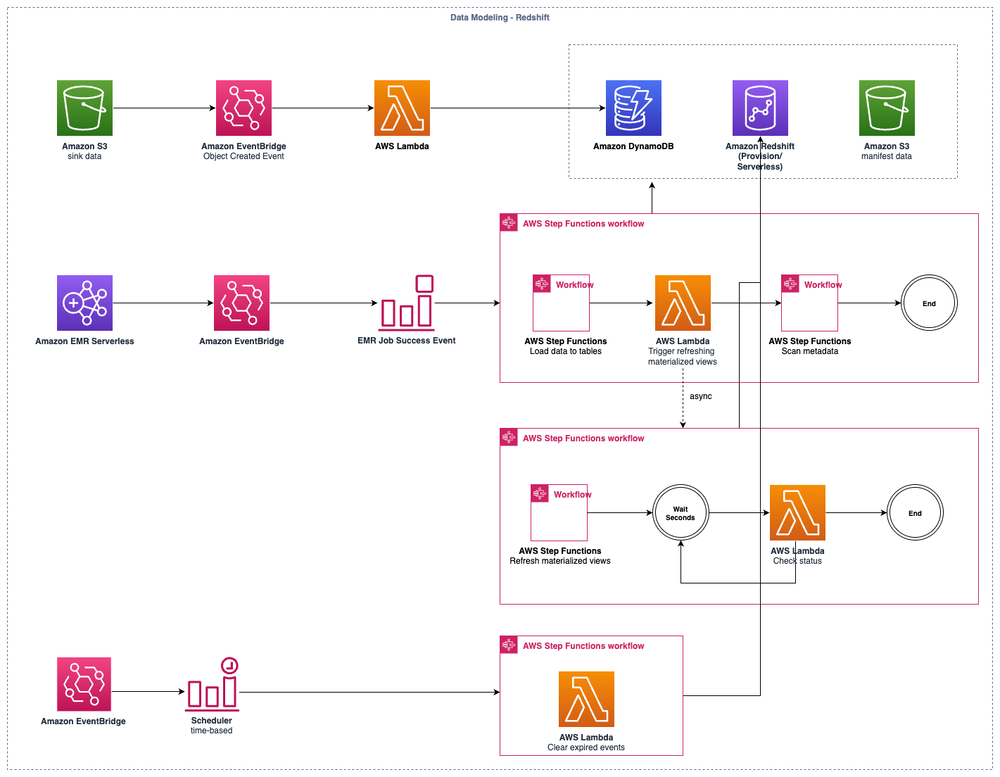 Data Modeling - Redshift
Amazon S3
sink data
Amazon EventBridge
Object Created Event
AWS Lambda
Amazon DynamoDB
Amazon Redshift
(Provision/
Serverless)
Amazon S3
manifest data
AWS Step Functions workflow
Amazon EMR Serverless
Amazon EventBridge
EMR Job Success Event
Workflow
AWS Step Functions
Load data to tables
AWS Lambda
Trigger refreshing
materialized views
Workflow
AWS Step Functions
Scan metadata
End
async
AWS Step Functions workflow
Workflow
AWS Step Functions
Refresh materialized views
Wait
Seconds
AWS Lambda
Check status
End
Amazon EventBridge
Scheduler
time-based
AWS Step Functions workflow
AWS Lambda
Clear expired events